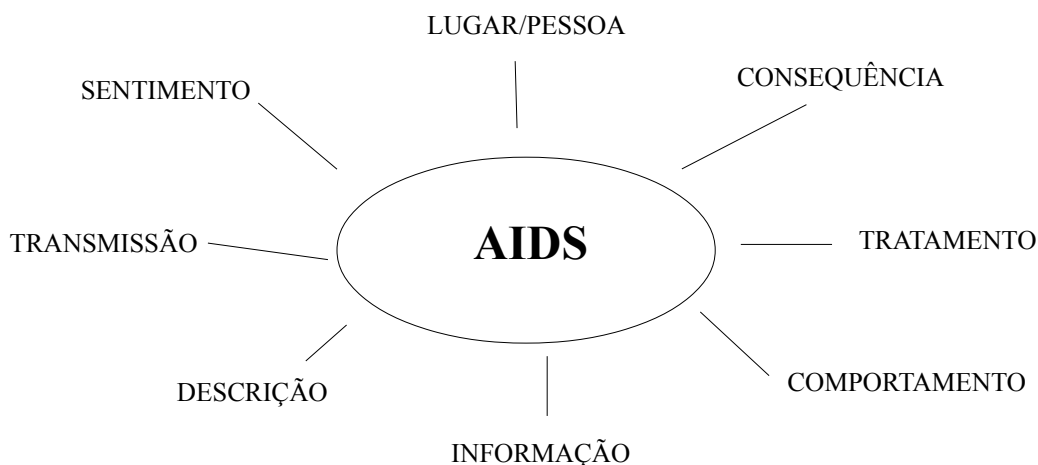 LUGAR/PESSOA
CONSEQUÊNCIA
SENTIMENTO
AIDS
TRANSMISSÃO
TRATAMENTO
DESCRIÇÃO
COMPORTAMENTO
INFORMAÇÃO